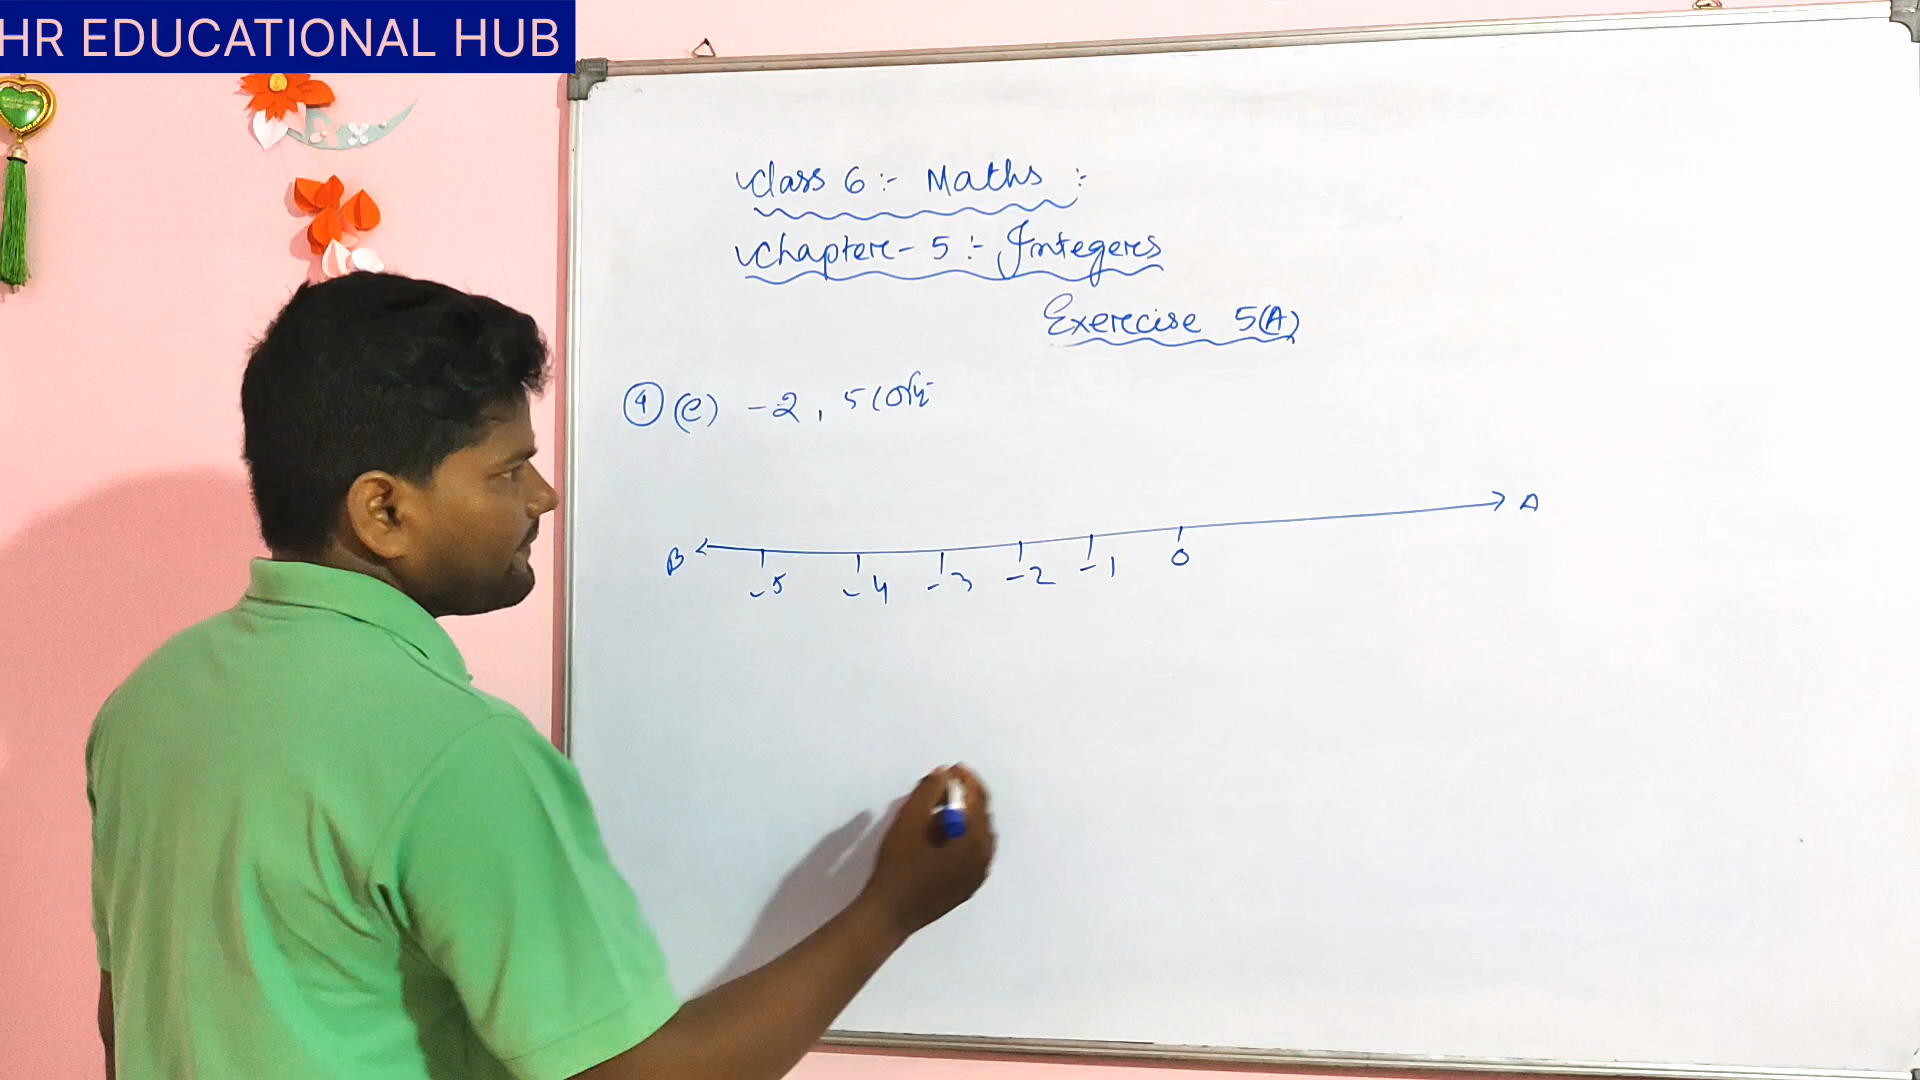 HR EDUCATIONAL HUB
Class 6 :- Maths :-
Chapter - 5 :- Integers
Exercise 5(A)
④ (e) -2, 5
B A
-5 -4 -3 -2 -1 0